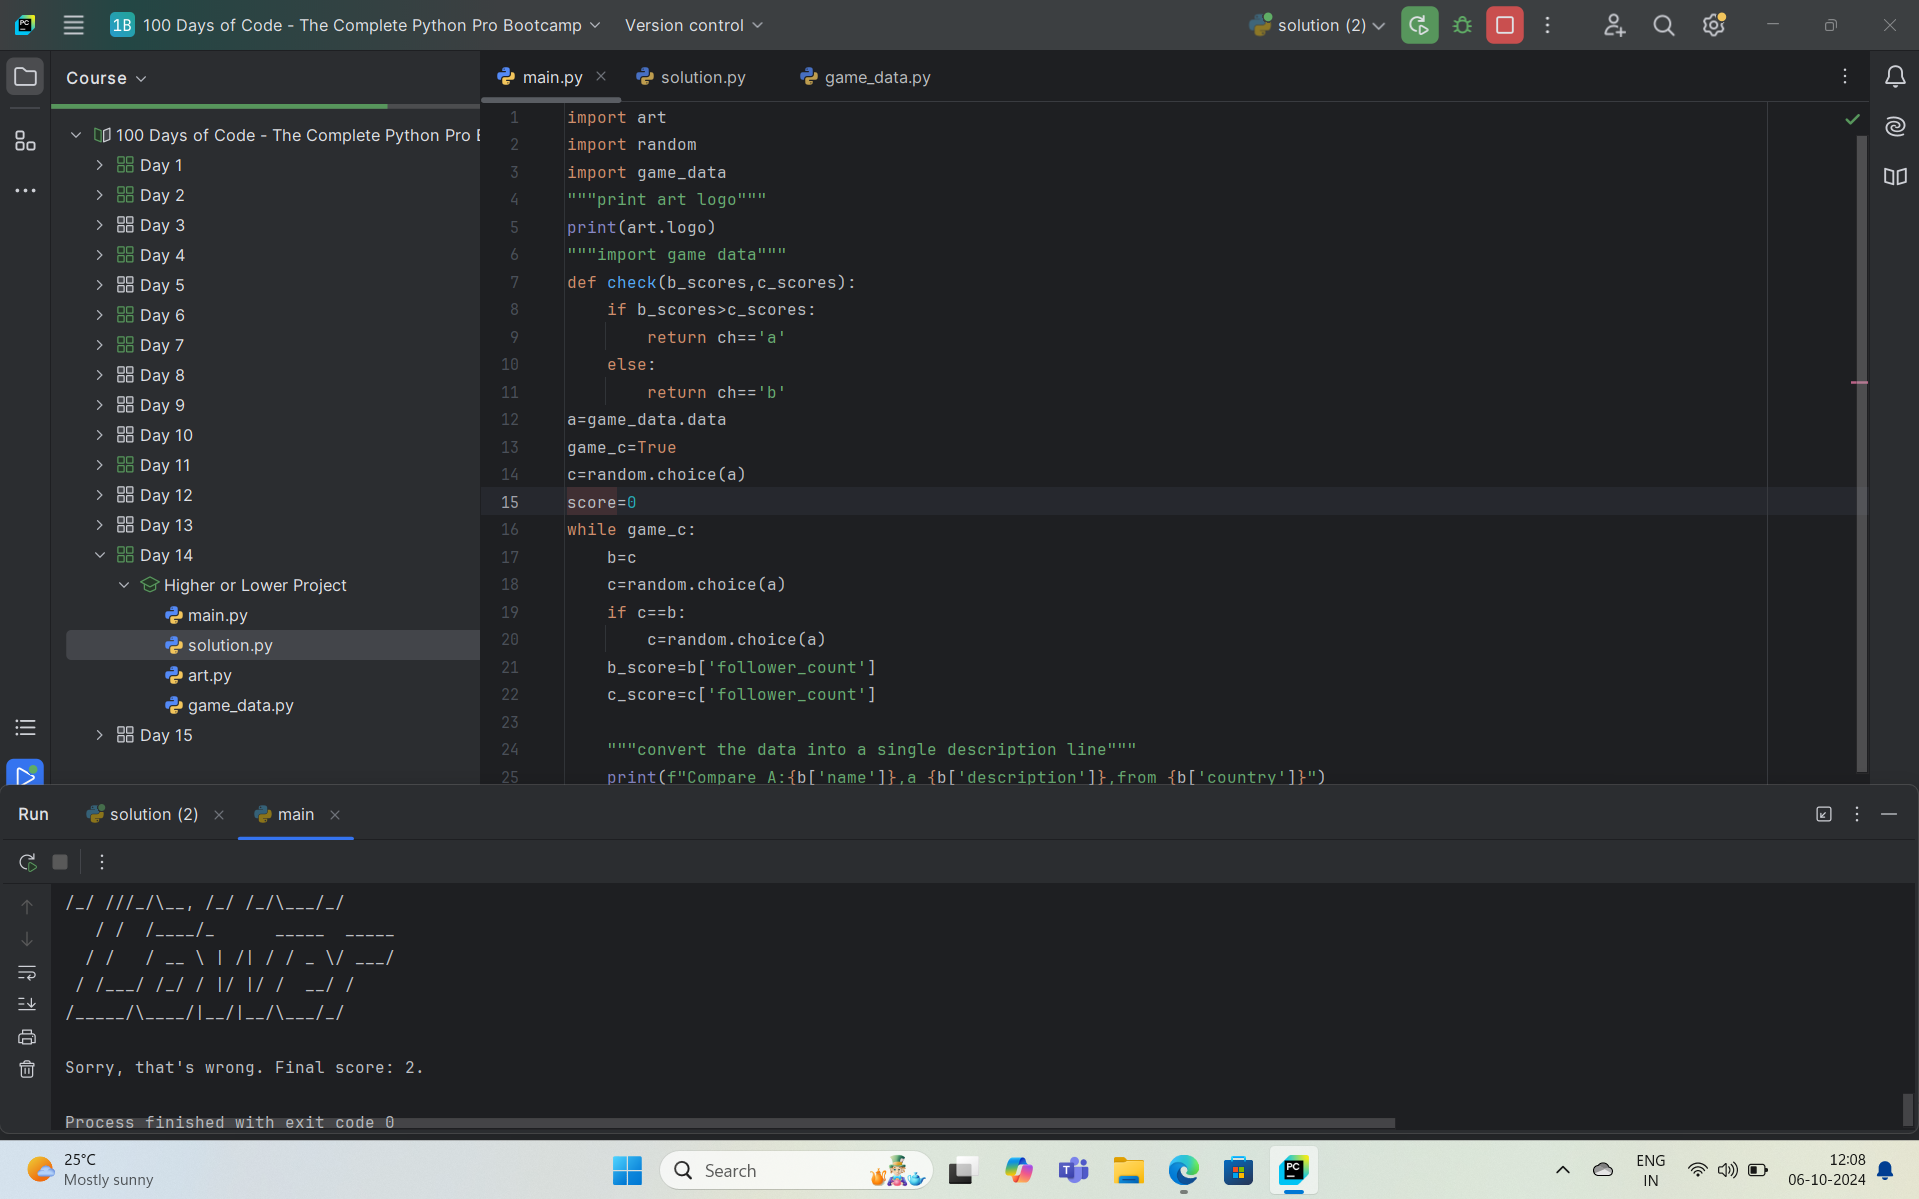 1B 100 Days of Code - The Complete Python Pro Bootcamp Version control solution (2)
Course
100 Days of Code - The Complete Python Pro
Day 1
Day 2
Day 3
Day 4
Day 5
Day 6
Day 7
Day 8
Day 9
Day 10
Day 11
Day 12
Day 13
Day 14
Higher or Lower Project
main.py
solution.py
art.py
game_data.py
Day 15
main.py solution.py game_data.py
1 import art
2 import random
3 import game_data
4 """print art logo"""
5 print(art.logo)
6 """import game data"""
7 def check(b_scores,c_scores):
8     if b_scores>c_scores:
9         return ch=='a'
10     else:
11         return ch=='b'
12 a=game_data.data
13 game_c=True
14 c=random.choice(a)
15 score=0
16 while game_c:
17     b=c
18     c=random.choice(a)
19     if c==b:
20         c=random.choice(a)
21     b_score=b['follower_count']
22     c_score=c['follower_count']
23
24     """convert the data into a single description line"""
25     print(f"Compare A:{b['name']},a {b['description']},from {b['country']}")
Run solution (2) main
/_/ ///_/\__, /_/ /_/\___/_/
   / /  /____/_      _____  _____
  / /   / __ \ | /| / / _ \/ ___/
 / /___/ /_/ / |/ |/ /  __/ /
/_____/\____/|__/|__/\___/_/
Sorry, that's wrong. Final score: 2.
Process finished with exit code 0
25°C
Mostly sunny
Search
PC
ENG
IN
12:08
06-10-2024